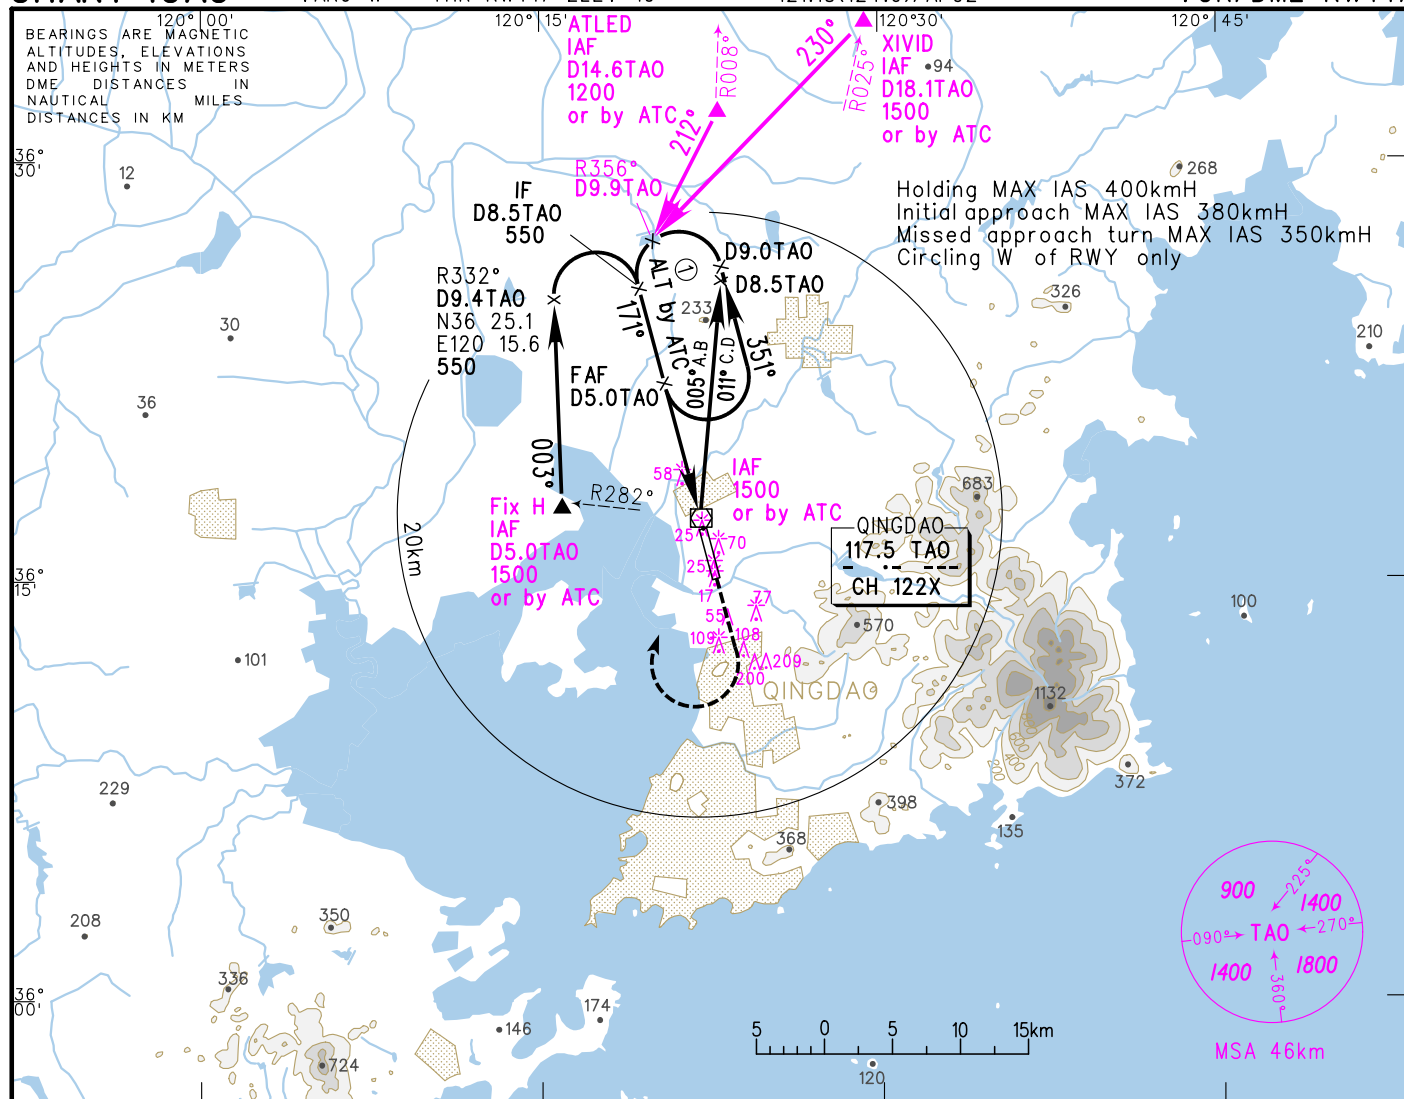 120°00'
120°15'
120°30'
120°45'
BEARINGS ARE MAGNETIC
ALTITUDES, ELEVATIONS
AND HEIGHTS IN METERS
DME DISTANCES IN
NAUTICAL MILES
DISTANCES IN KM
ATLED
IAF
D14.6TAO
1200
or by ATC
R008°
230°
R025°
XIVID
IAF
D18.1TAO
1500
or by ATC
94
212°
36°
30'
12
R356°
D9.9TAO
268
IF
D8.5TAO
550
Holding MAX IAS 400kmH
Initial approach MAX IAS 380kmH
Missed approach turn MAX IAS 350kmH
Circling W of RWY only
D9.0TAO
D8.5TAO
1
ALT by ATC
R332°
D9.4TAO
N36 25.1
E120 15.6
550
171°
233
326
210
30
005° A.B
011° C.D
351°
FAF
D5.0TAO
36
003°
58
IAF
1500
or by ATC
683
R282°
Fix H
IAF
D5.0TAO
1500
or by ATC
20km
25
70
QINGDAO
117.5 TAO
CH 122X
36°
15'
25
17
77
55
100
109
108
570
101
209
200
QINGDAO
1132
600
400
200
372
229
398
135
368
225°
900
1400
TAO
090°
270°
1400
1800
360°
MSA 46km
208
350
336
36°
00'
174
146
5 0 5 10 15km
724
120